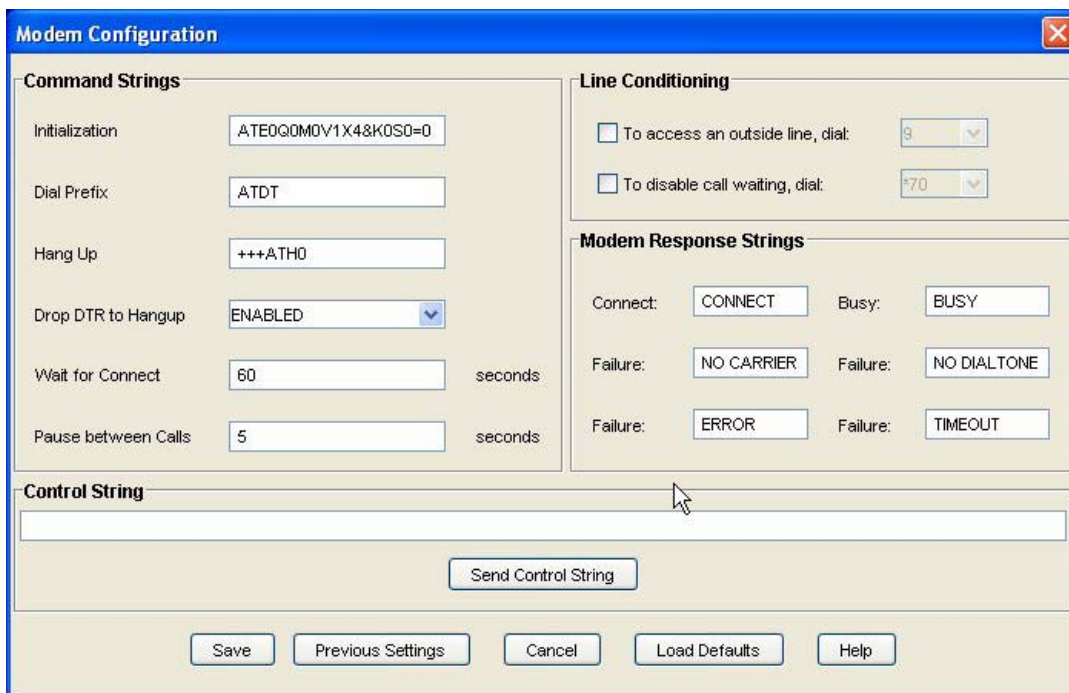 Modem Configuration
Command Strings
Initialization ATE0Q0M0V1X4&K0S0=0
Dial Prefix ATDT
Hang Up +++ATH0
Drop DTR to Hangup ENABLED
Wait for Connect 60 seconds
Pause between Calls 5 seconds
Line Conditioning
To access an outside line, dial: 9
To disable call waiting, dial: *70
Modem Response Strings
Connect: CONNECT Busy: BUSY
Failure: NO CARRIER Failure: NO DIALTONE
Failure: ERROR Failure: TIMEOUT
Control String
Send Control String
Save Previous Settings Cancel Load Defaults Help